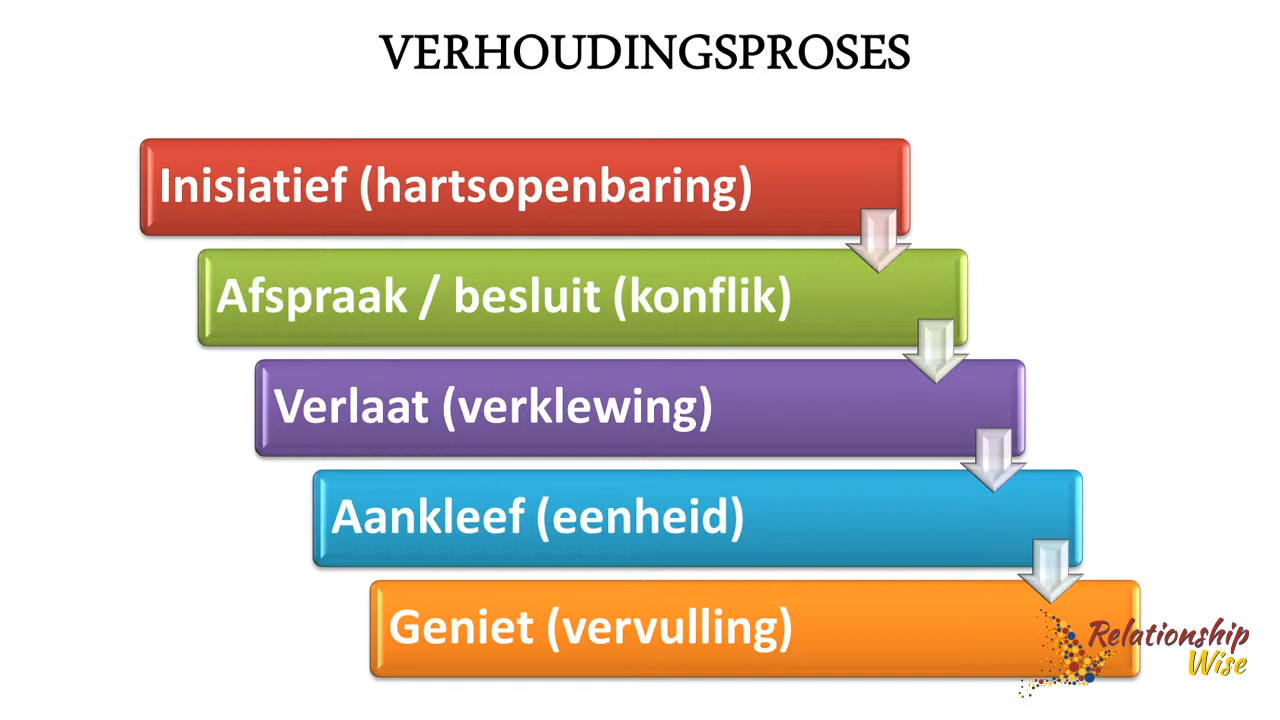 VERHOUDINGSPROSES
Inisiatief (hartsopenbaring)
Afspraak / besluit (konflik)
Verlaat (verklewing)
Aankleef (eenheid)
Geniet (vervulling)
Relationship
Wise